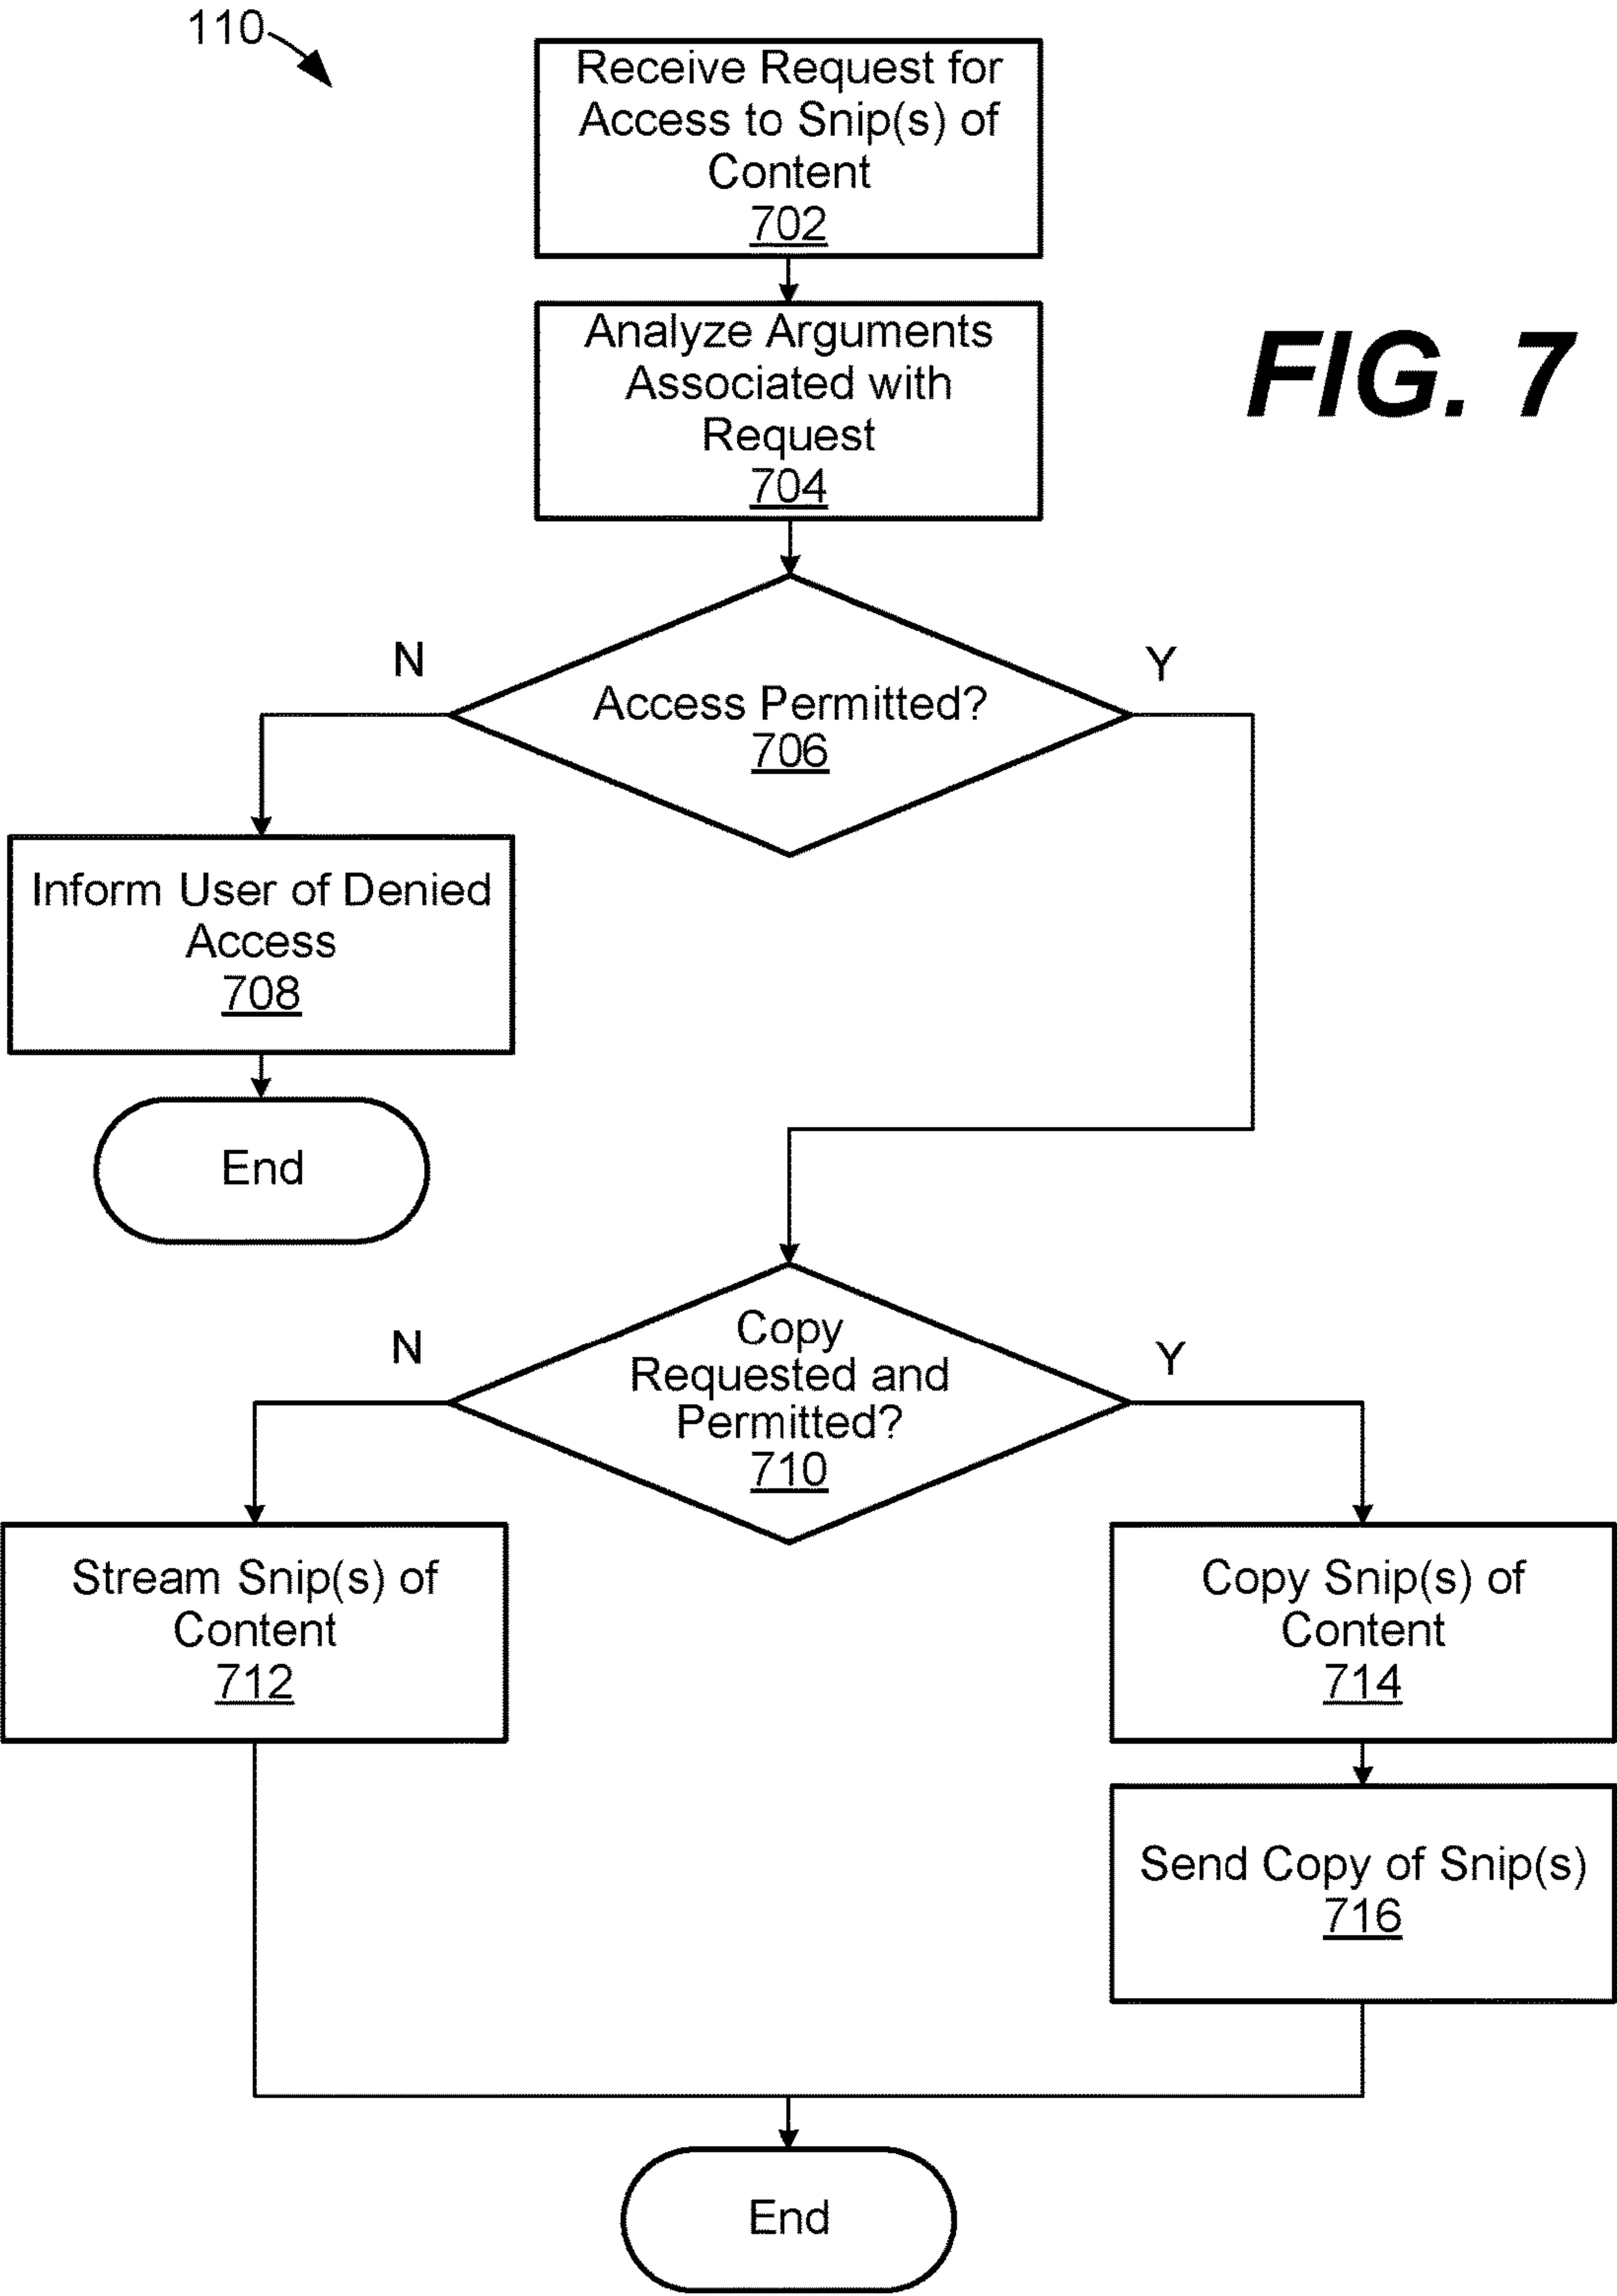 110
Receive Request for
Access to Snip(s) of
Content
702
Analyze Arguments
Associated with
Request
704
FIG. 7
N
Y
Access Permitted?
706
Inform User of Denied
Access
708
End
N
Y
Copy
Requested and
Permitted?
710
Stream Snip(s) of
Content
712
Copy Snip(s) of
Content
714
Send Copy of Snip(s)
716
End